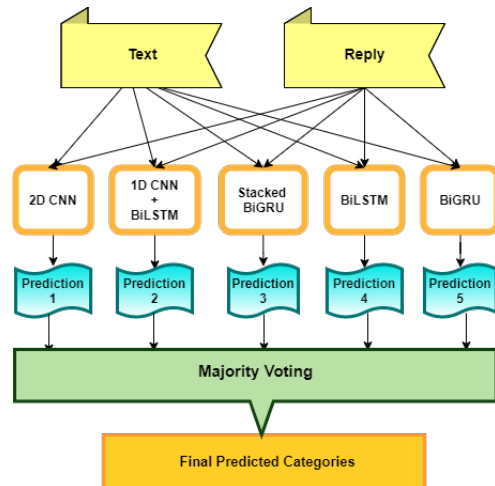 Text
Reply
2D CNN
1D CNN
+
BiLSTM
Stacked
BiGRU
BiLSTM
BiGRU
Prediction
1
Prediction
2
Prediction
3
Prediction
4
Prediction
5
Majority Voting
Final Predicted Categories